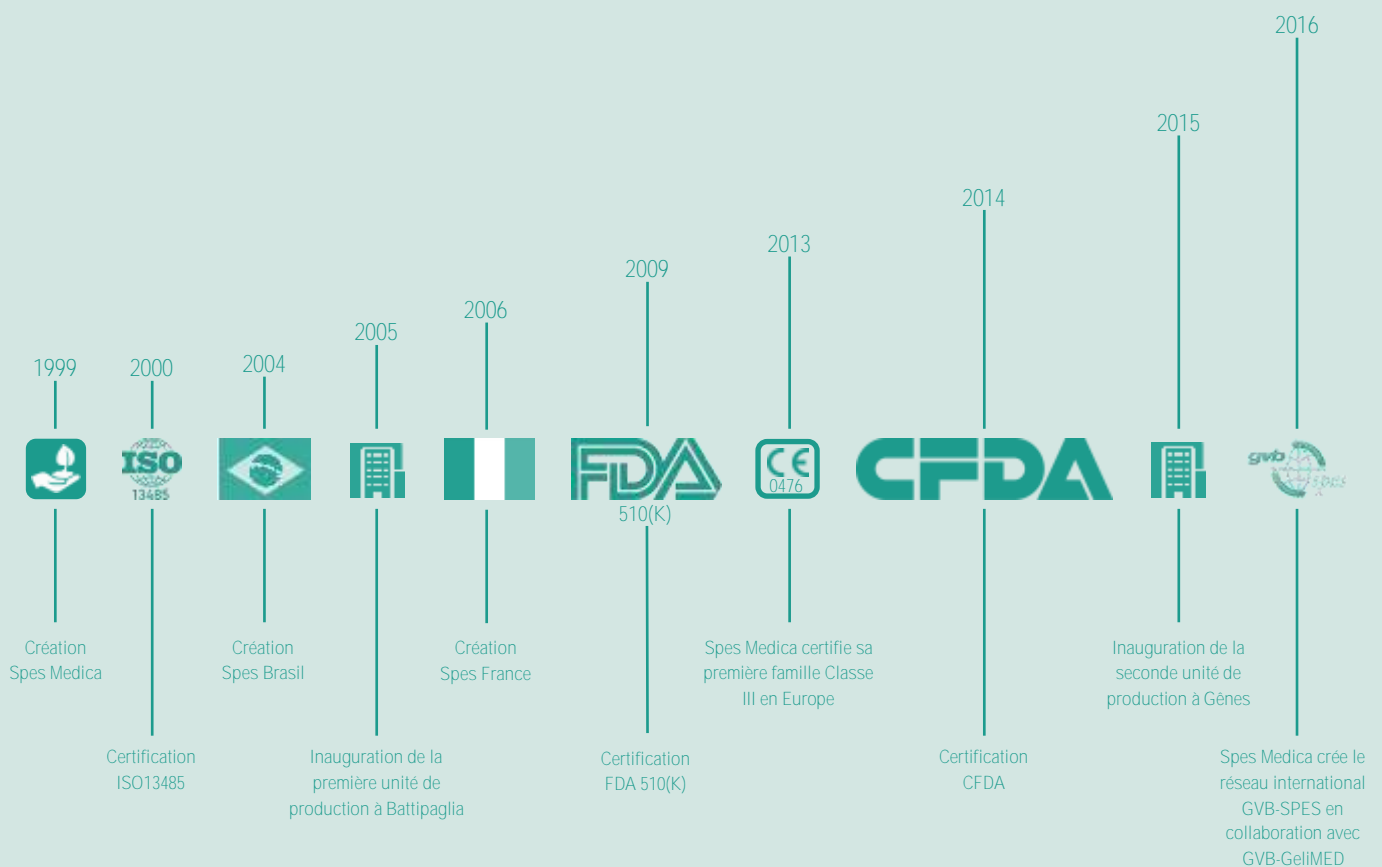 1999
2000
2004
2005
2006
2009
2013
2014
2015
2016
ISO
13485
FDA
510(K)
CE
0476
CFDA
gvb
spes
Création
Spes Medica
Certification
ISO13485
Création
Spes Brasil
Inauguration de la
première unité de
production à Battipaglia
Création
Spes France
Certification
FDA 510(K)
Spes Medica certifie sa
première famille Classe
III en Europe
Certification
CFDA
Inauguration de la
seconde unité de
production à Gênes
Spes Medica crée le
réseau international
GVB-SPES en
collaboration avec
GVB-GeliMED